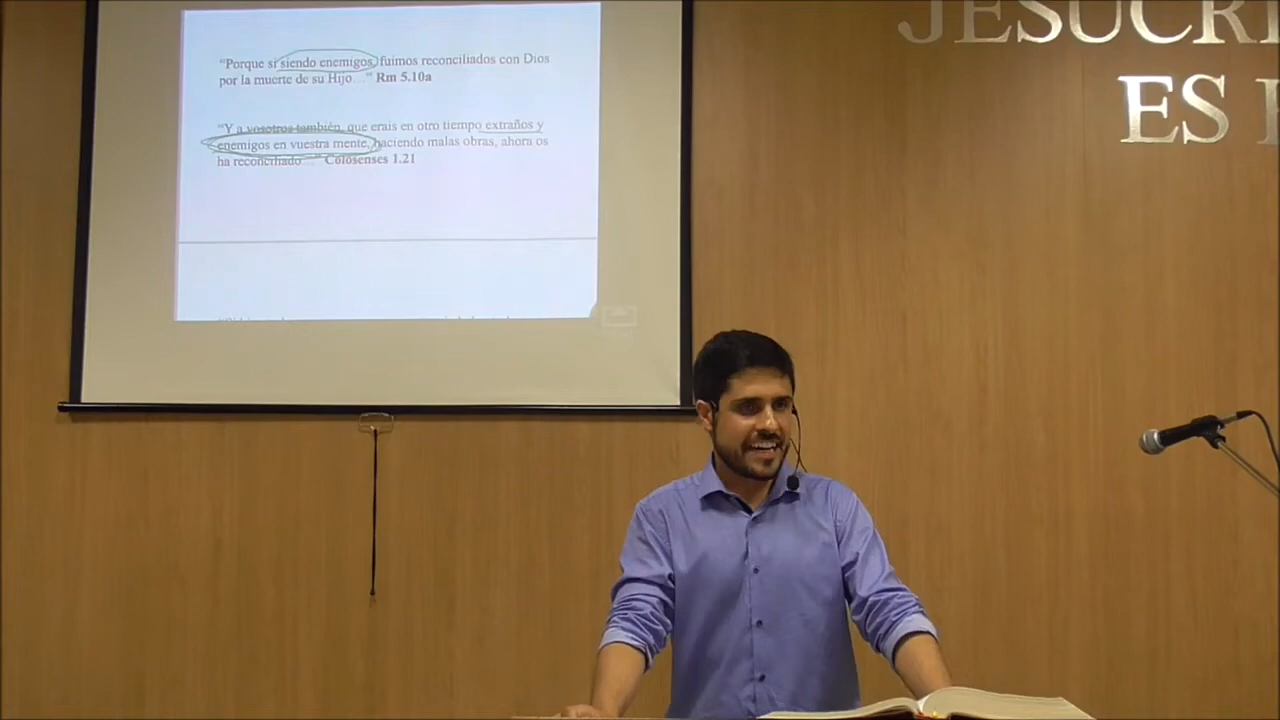 "Porque si siendo enemigos, fuimos reconciliados con Dios
por la muerte de su Hijo…" Rm 5.10a
"Y a vosotros también, que erais en otro tiempo extraños y
enemigos en vuestra mente, haciendo malas obras, ahora os
ha reconciliado… Colosenses 1.21
JESUCRI
ES